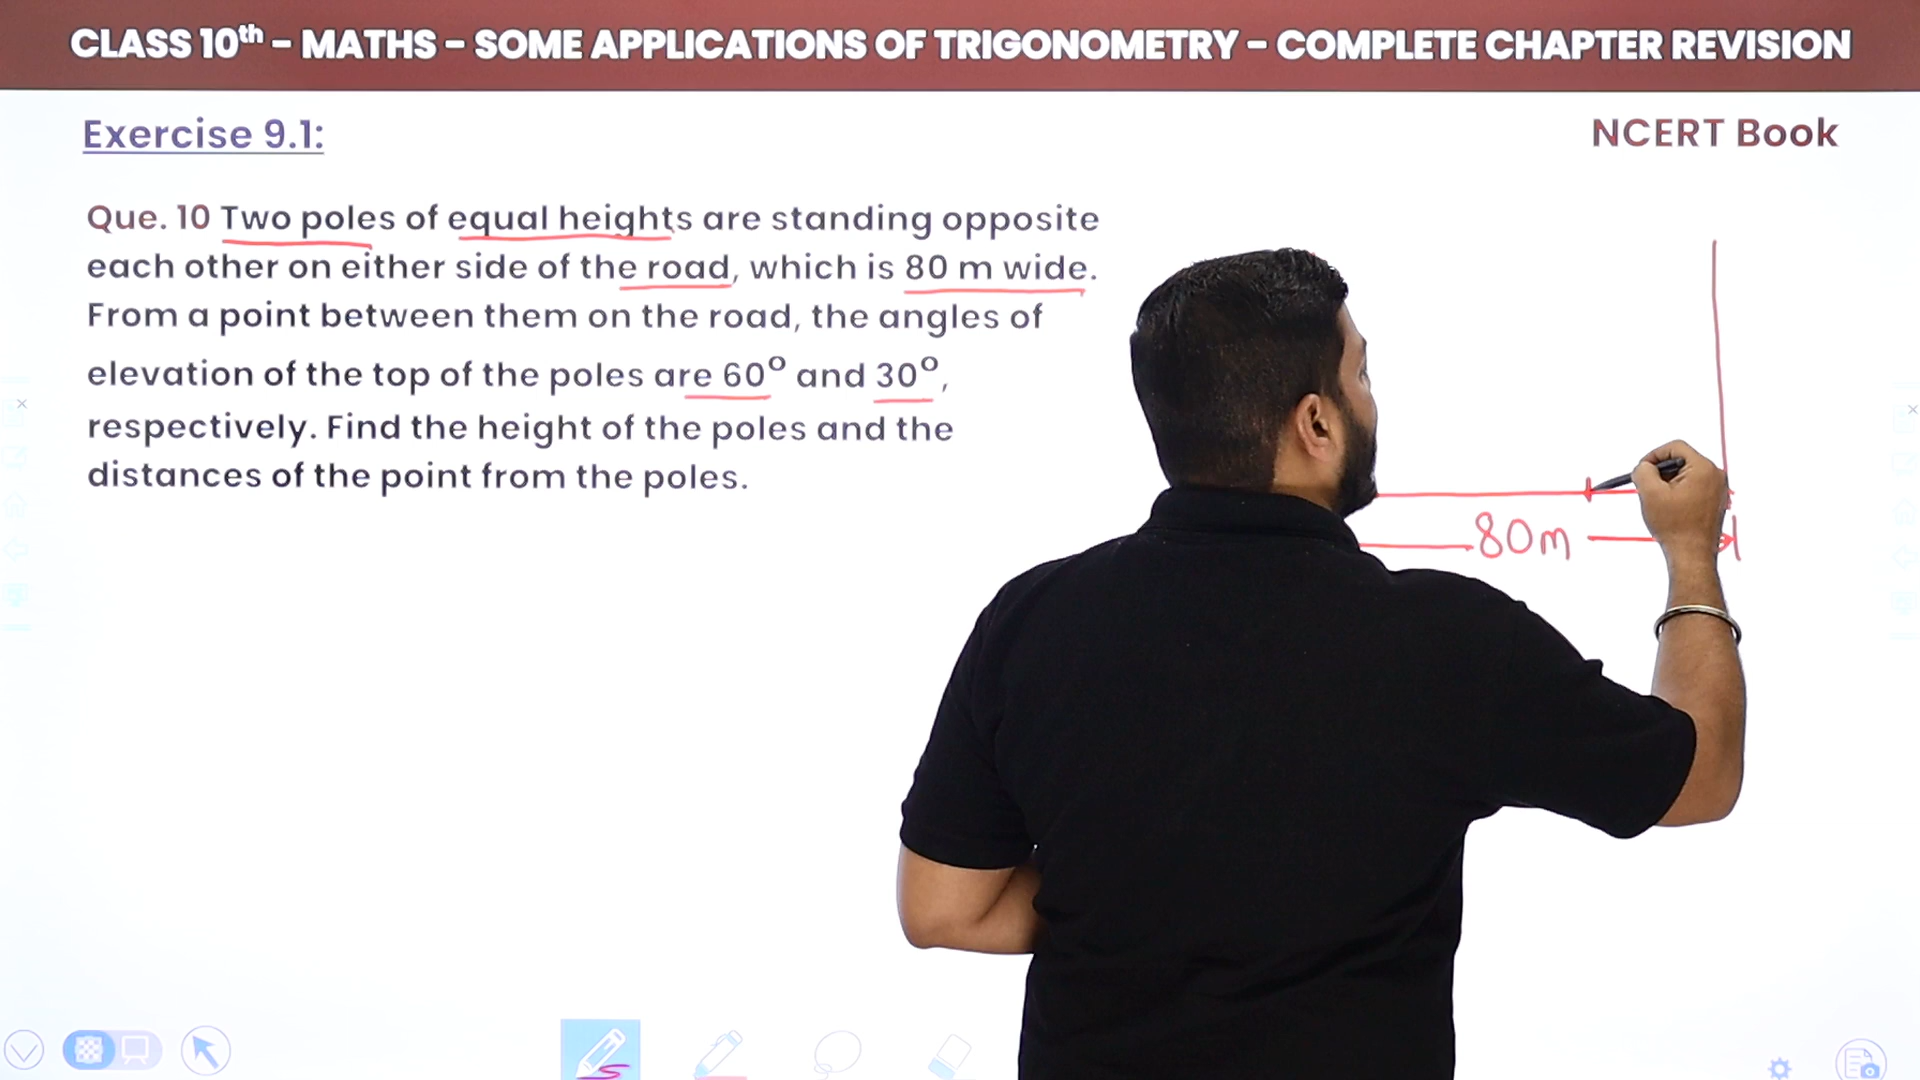 CLASS 10th - MATHS - SOME APPLICATIONS OF TRIGONOMETRY - COMPLETE CHAPTER REVISION
Exercise 9.1:
NCERT Book
Que. 10 Two poles of equal heights are standing opposite
each other on either side of the road, which is 80 m wide.
From a point between them on the road, the angles of
elevation of the top of the poles are 60° and 30°,
respectively. Find the height of the poles and the
distances of the point from the poles.
80m